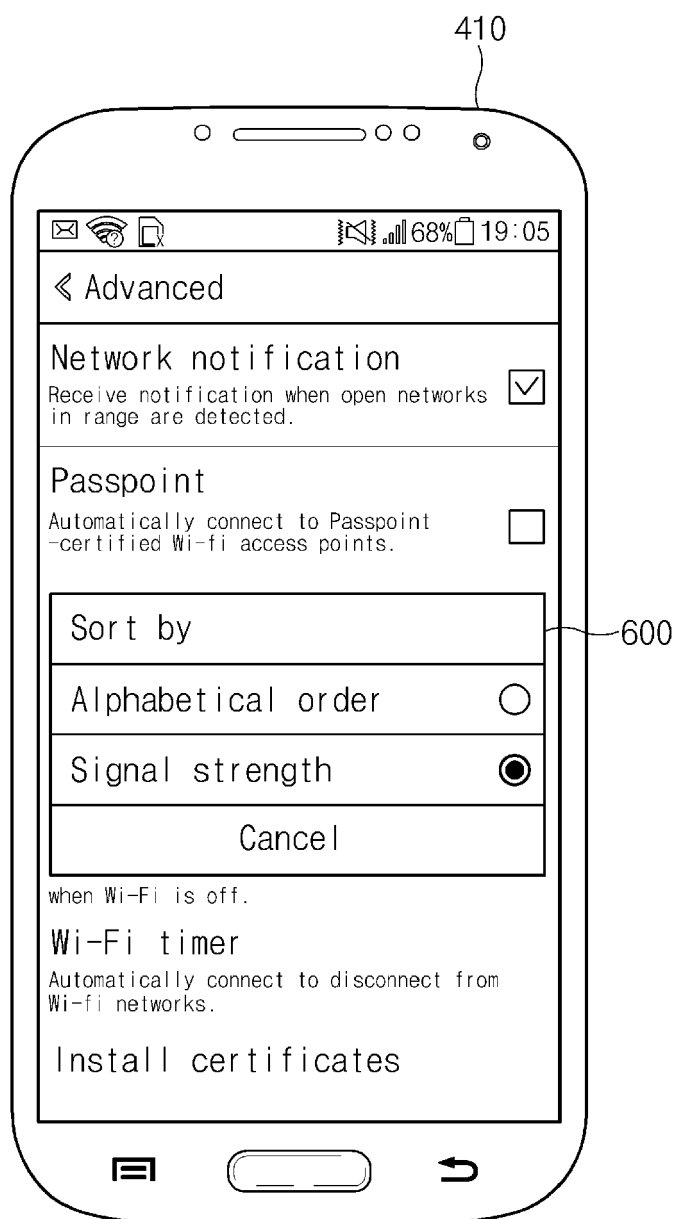 410
68% 19:05
Advanced
Network notification
Receive notification when open networks
in range are detected.
Passpoint
Automatically connect to Passpoint
-certified Wi-fi access points.
Sort by
600
Alphabetical order
Signal strength
Cancel
when Wi-Fi is off.
Wi-Fi timer
Automatically connect to disconnect from
Wi-fi networks.
Install certificates